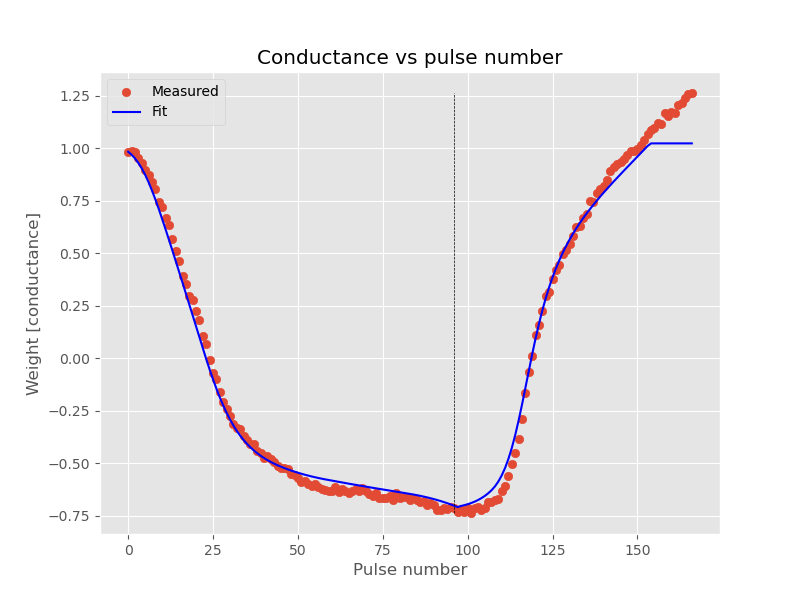 Conductance vs pulse number
Measured
Fit
1.25
1.00
0.75
0.50
0.25
0.00
−0.25
−0.50
−0.75
Weight [conductance]
0 25 50 75 100 125 150
Pulse number